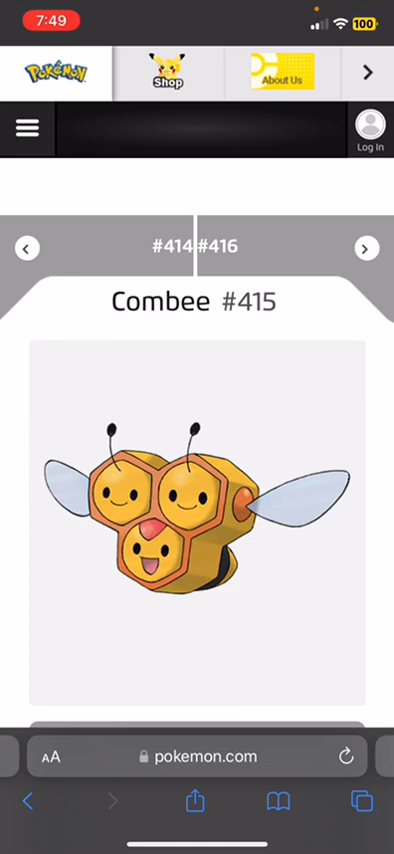 7:49
100
POKéMON
Shop
About Us
Log In
#414 #416
Combee #415
AA pokemon.com